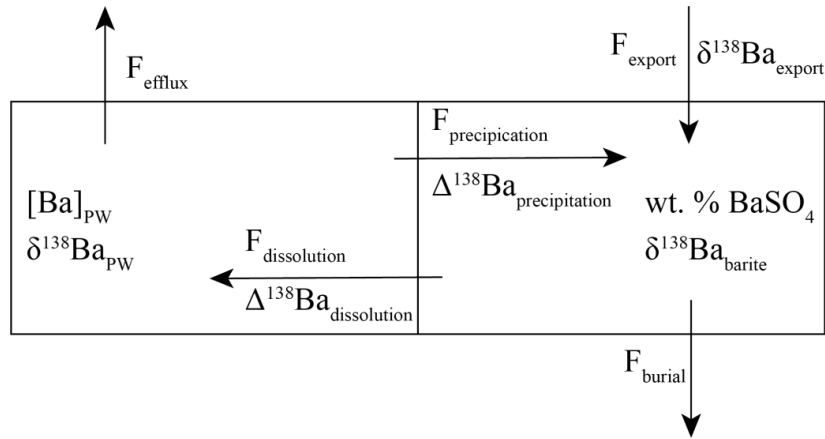 F_efflux
F_export δ¹³⁸Ba_export
F_precipication
Δ¹³⁸Ba_precipitation
[Ba]_PW
δ¹³⁸Ba_PW
wt. % BaSO₄
δ¹³⁸Ba_barite
F_dissolution
Δ¹³⁸Ba_dissolution
F_burial